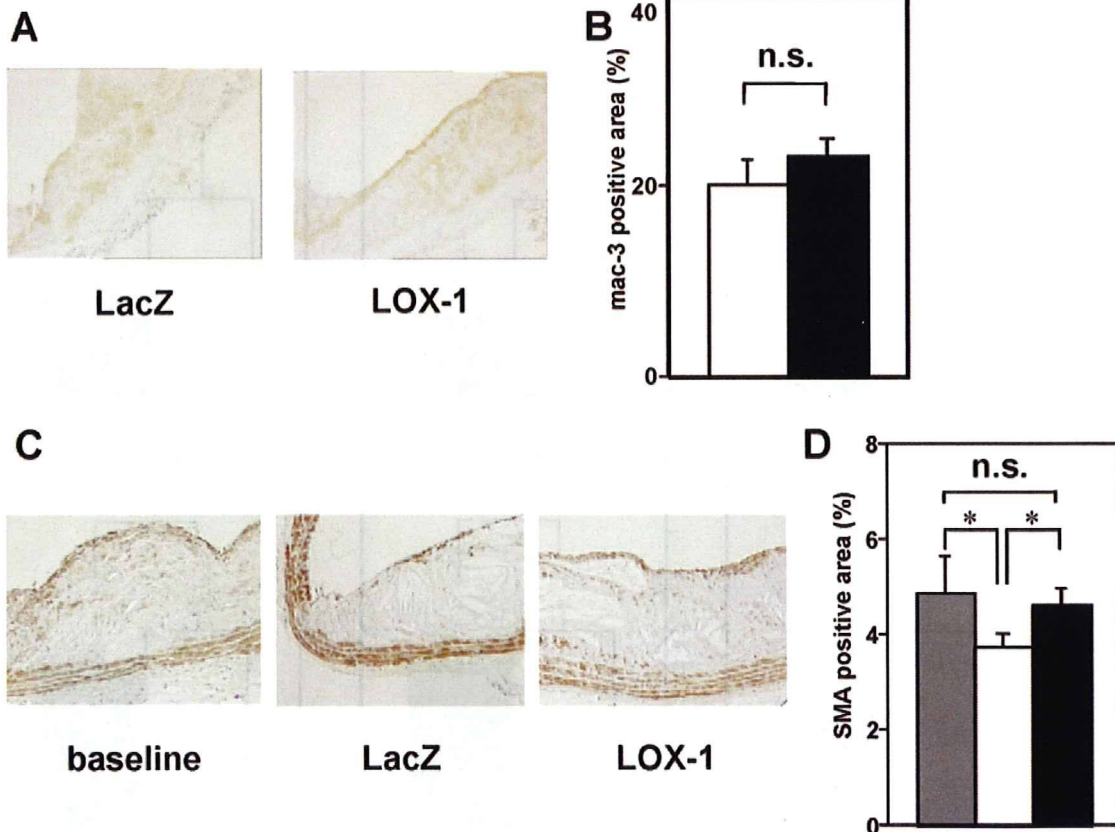 A
LacZ
LOX-1
B
mac-3 positive area (%)
40
20
0
n.s.
C
baseline
LacZ
LOX-1
D
SMA positive area (%)
8
6
4
2
0
n.s.
* *